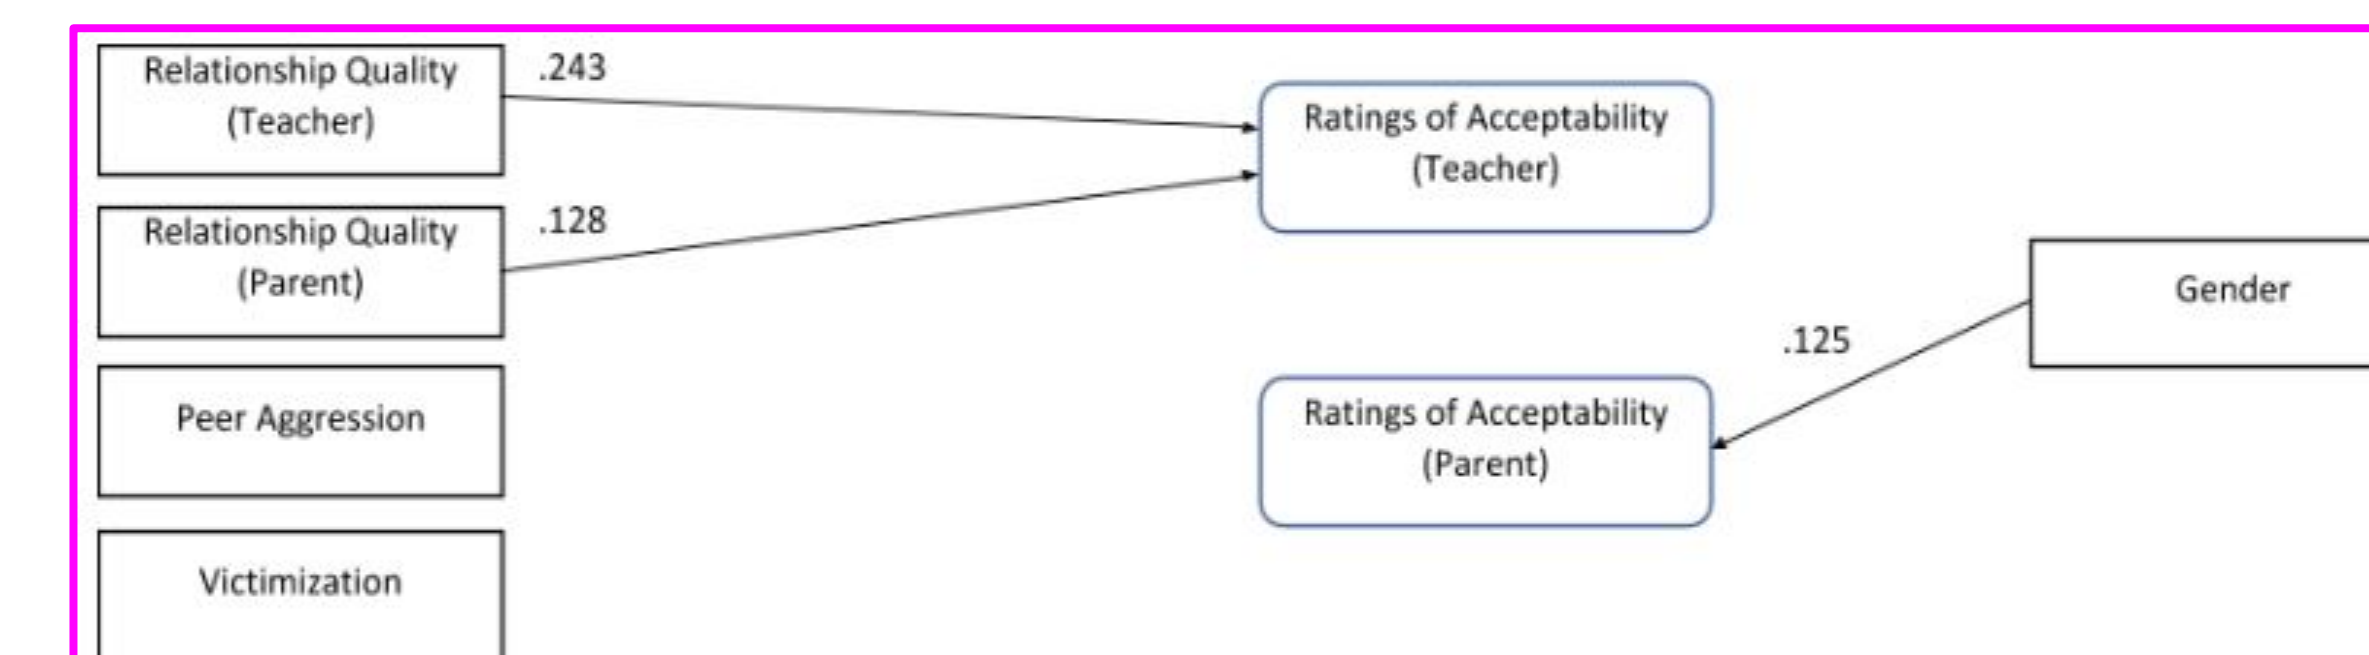 Relationship Quality
(Teacher)
.243
Ratings of Acceptability
(Teacher)
Relationship Quality
(Parent)
.128
Gender
.125
Peer Aggression
Ratings of Acceptability
(Parent)
Victimization